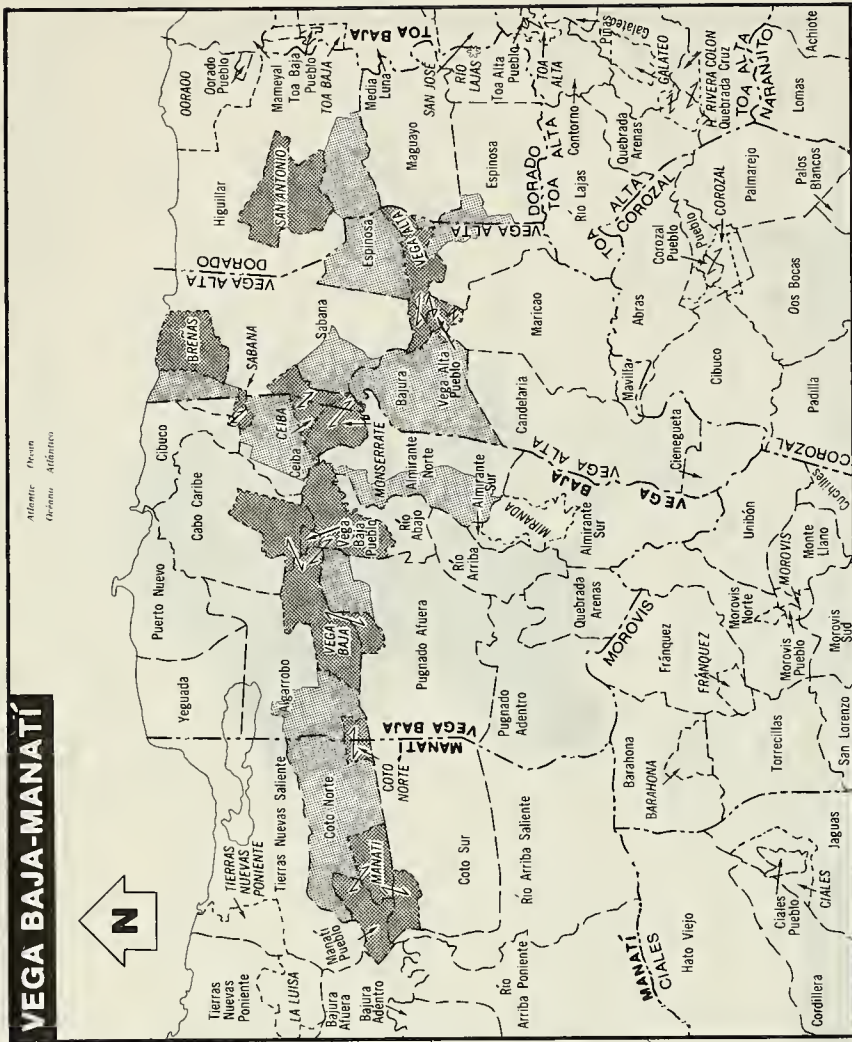 VEGA BAJA-MANATÍ
N
Atlantic Ocean
Océano Atlántico
DORADO
Dorado
Pueblo
Mameyal
Toa Baja
Pueblo
TOA BAJA
TOA BAJA
Media
Luna
SAN JOSÉ
RIO
LAJAS
Toa Alta
Pueblo
TOA
ALTA
Piñas
Galateo
GALATEO
H RIVERA COLON
Quebrada Cruz
TOA ALTA
NARANJITO
Achiote
Lomas
Higuillar
SAN ANTONIO
Maguayo
Espinosa
DORADO
TOA ALTA
Contorno
Río Lajas
Quebrada
Arenas
TOA ALTA
COROZAL
Palmarejo
Palos
Blancos
VEGA ALTA
DORADO
Espinosa
VEGA ALTA
VEGA ALTA
Corozal
Pueblo
Pueblo
COROZAL
Dos Bocas
BREÑAS
SABANA
Sabana
Maricao
Abras
Mavillar
Cibuco
Padilla
Cibuco
CEIBA
Ceiba
Bajura
Vega Alta
Pueblo
Candelaria
Cienegueta
COROZAL
Cabo Caribe
MONSERRATE
Almirante
Norte
Almirante
Sur
VEGA ALTA
VEGA
BAJA
MIRANDA
Almirante
Sur
Unibón
Cuchillas
Puerto Nuevo
Vega
Baja
Pueblo
Río
Abajo
Río
Arriba
Quebrada
Arenas
MOROVIS
Morovis
Norte
MOROVIS
Monte
Llano
Yeguada
Algarrobo
VEGA
BAJA
Pugnado Afuera
Pugnado
Adentro
Fránquez
FRÁNQUEZ
Morovis
Pueblo
Morovis
Sud
VEGA BAJA
MANATÍ
Coto Norte
COTO
NORTE
Barahona
BARAHONA
Torrecillas
San Lorenzo
TIERRAS
NUEVAS
PONIENTE
Tierras Nuevas Saliente
MANATÍ
Coto Sur
Río Arriba Saliente
Jaguas
Manatí
Pueblo
Tierras
Nuevas
Poniente
LA LUISA
Bajura
Afuera
Bajura
Adentro
Río
Arriba Poniente
MANATÍ
CIALES
Hato Viejo
Ciales
Pueblo
CIALES
Cordillera